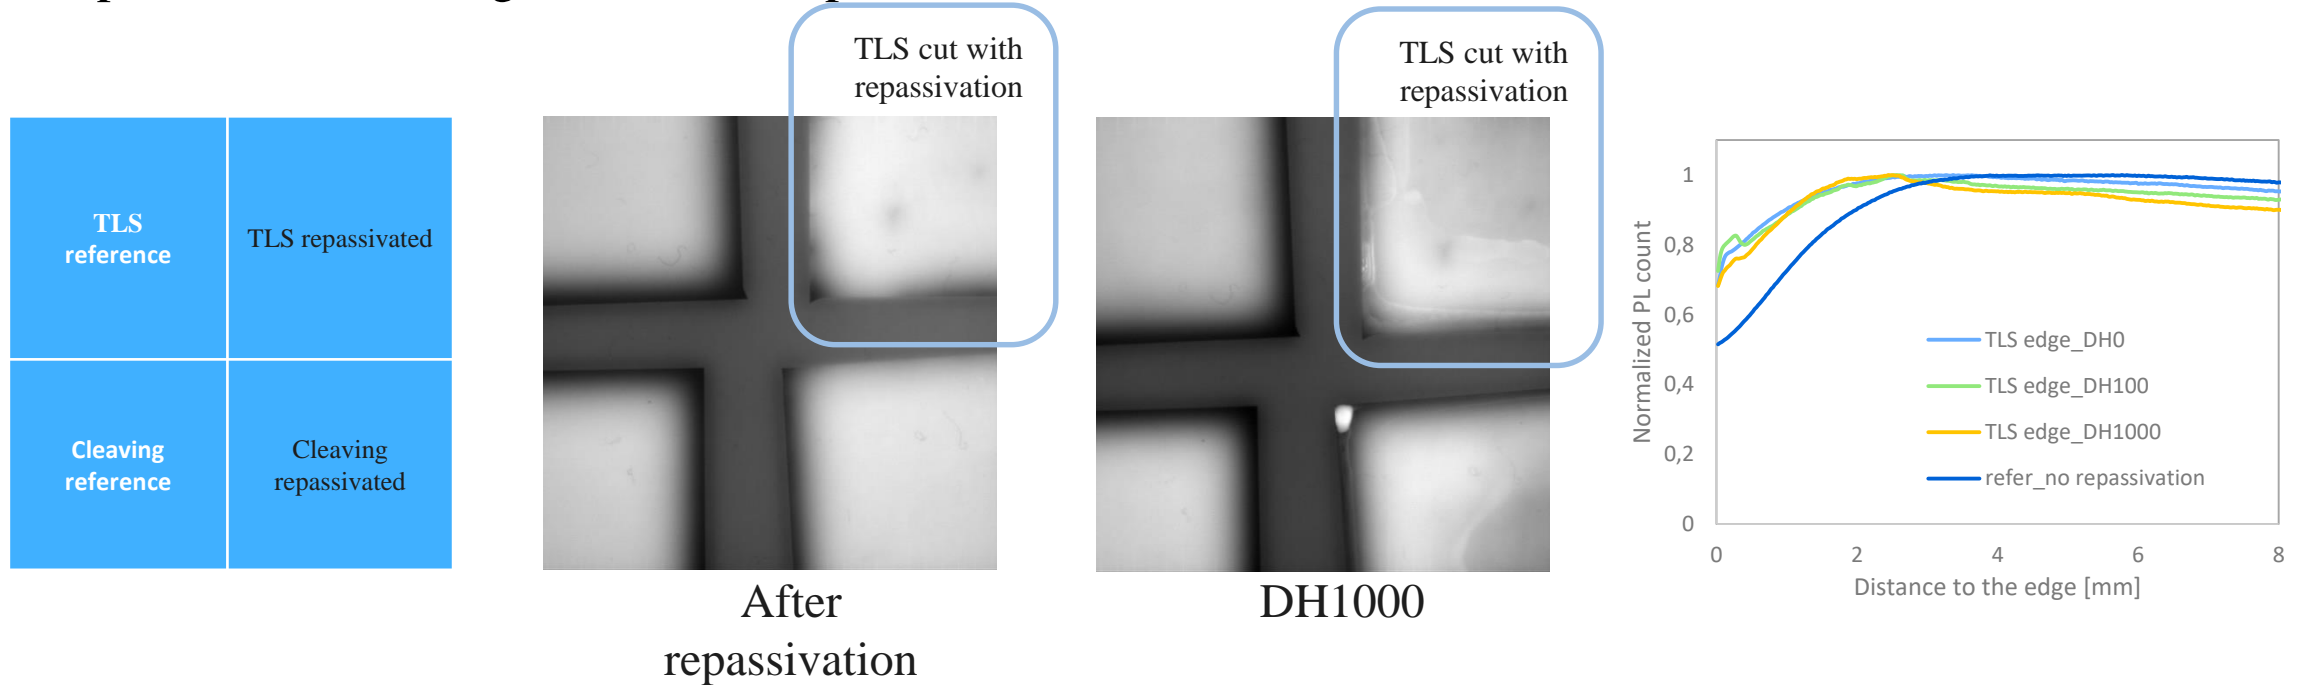 TLS
reference
TLS repassivated
Cleaving
reference
Cleaving
repassivated
TLS cut with
repassivation
After
repassivation
TLS cut with
repassivation
DH1000
Normalized PL count
1
0,8
0,6
0,4
0,2
0
0 2 4 6 8
Distance to the edge [mm]
TLS edge_DH0
TLS edge_DH100
TLS edge_DH1000
refer_no repassivation